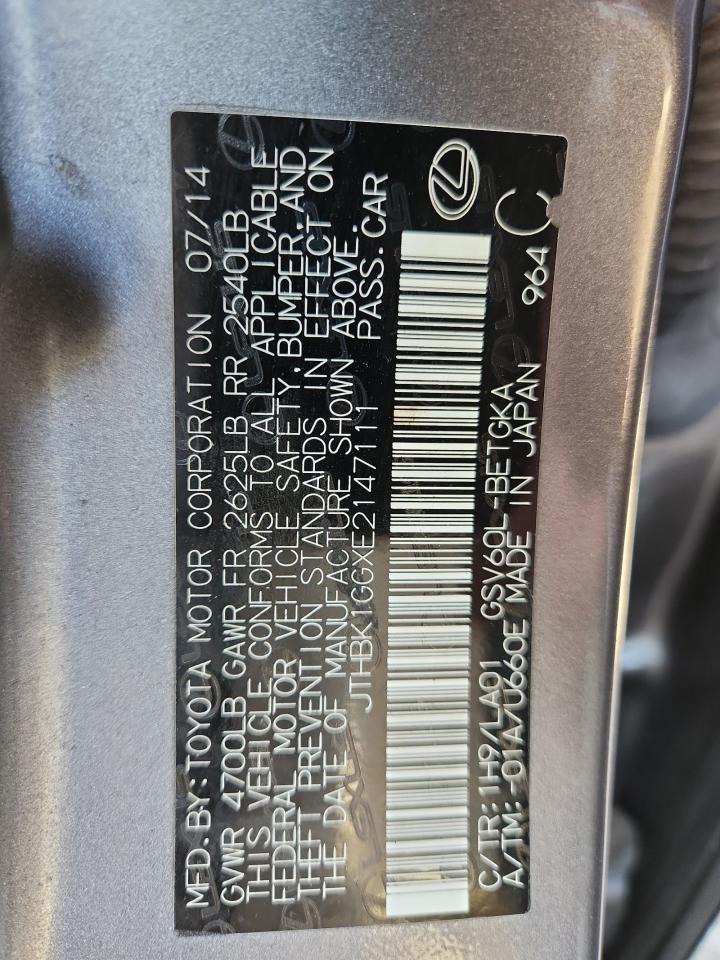 MFD.BY:TOYOTA MOTOR CORPORATION 07/14
GVWR 4700LB GAWR FR 2625LB RR 2540LB
THIS VEHICLE CONFORMS TO ALL APPLICABLE
FEDERAL MOTOR VEHICLE SAFETY,BUMPER,AND
THEFT PREVENTION STANDARDS IN EFFECT ON
THE DATE OF MANUFACTURE SHOWN ABOVE.
JTHBK1GGXE2147111 PASS.CAR
C/TR:1H9/LA01 GSV60L-BETGKA
A/TM:-01A/U660E MADE IN JAPAN 964
C